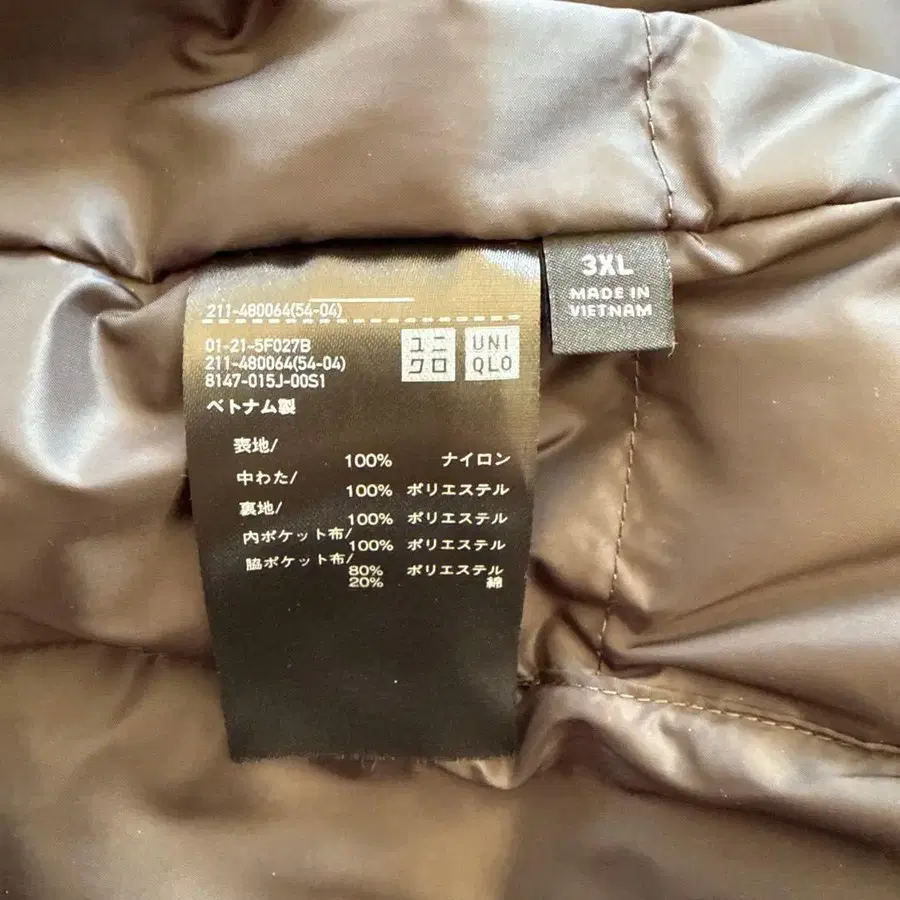 211-480064(54-04)
01-21-5F027B
211-480064(54-04)
8147-015J-00S1
ユニ
クロ
UNI
QLO
ベトナム製
表地/
100% ナイロン
中わた/
100% ポリエステル
裏地/
100% ポリエステル
内ポケット布/
100% ポリエステル
脇ポケット布/
80% ポリエステル
20% 綿
3XL
MADE IN
VIETNAM